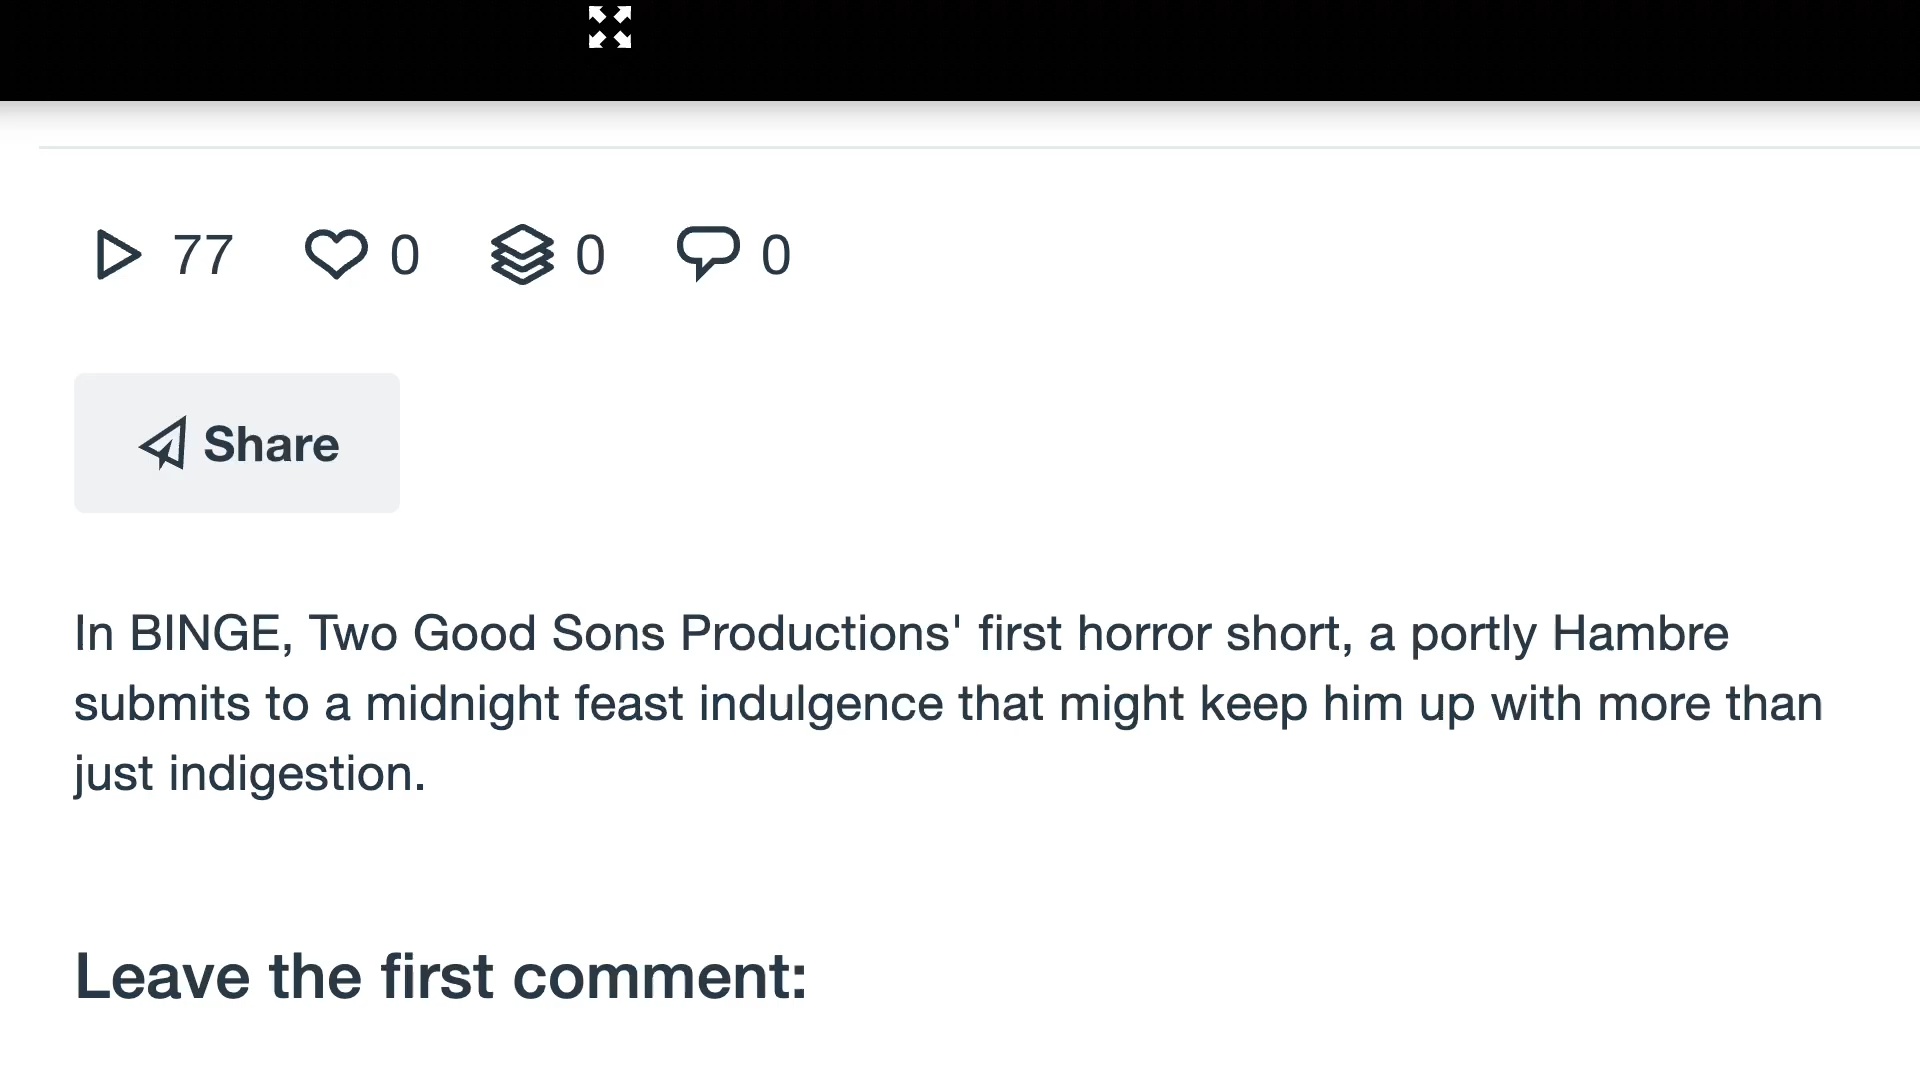 77 0 0 0
Share
In BINGE, Two Good Sons Productions' first horror short, a portly Hambre
submits to a midnight feast indulgence that might keep him up with more than
just indigestion.
Leave the first comment: